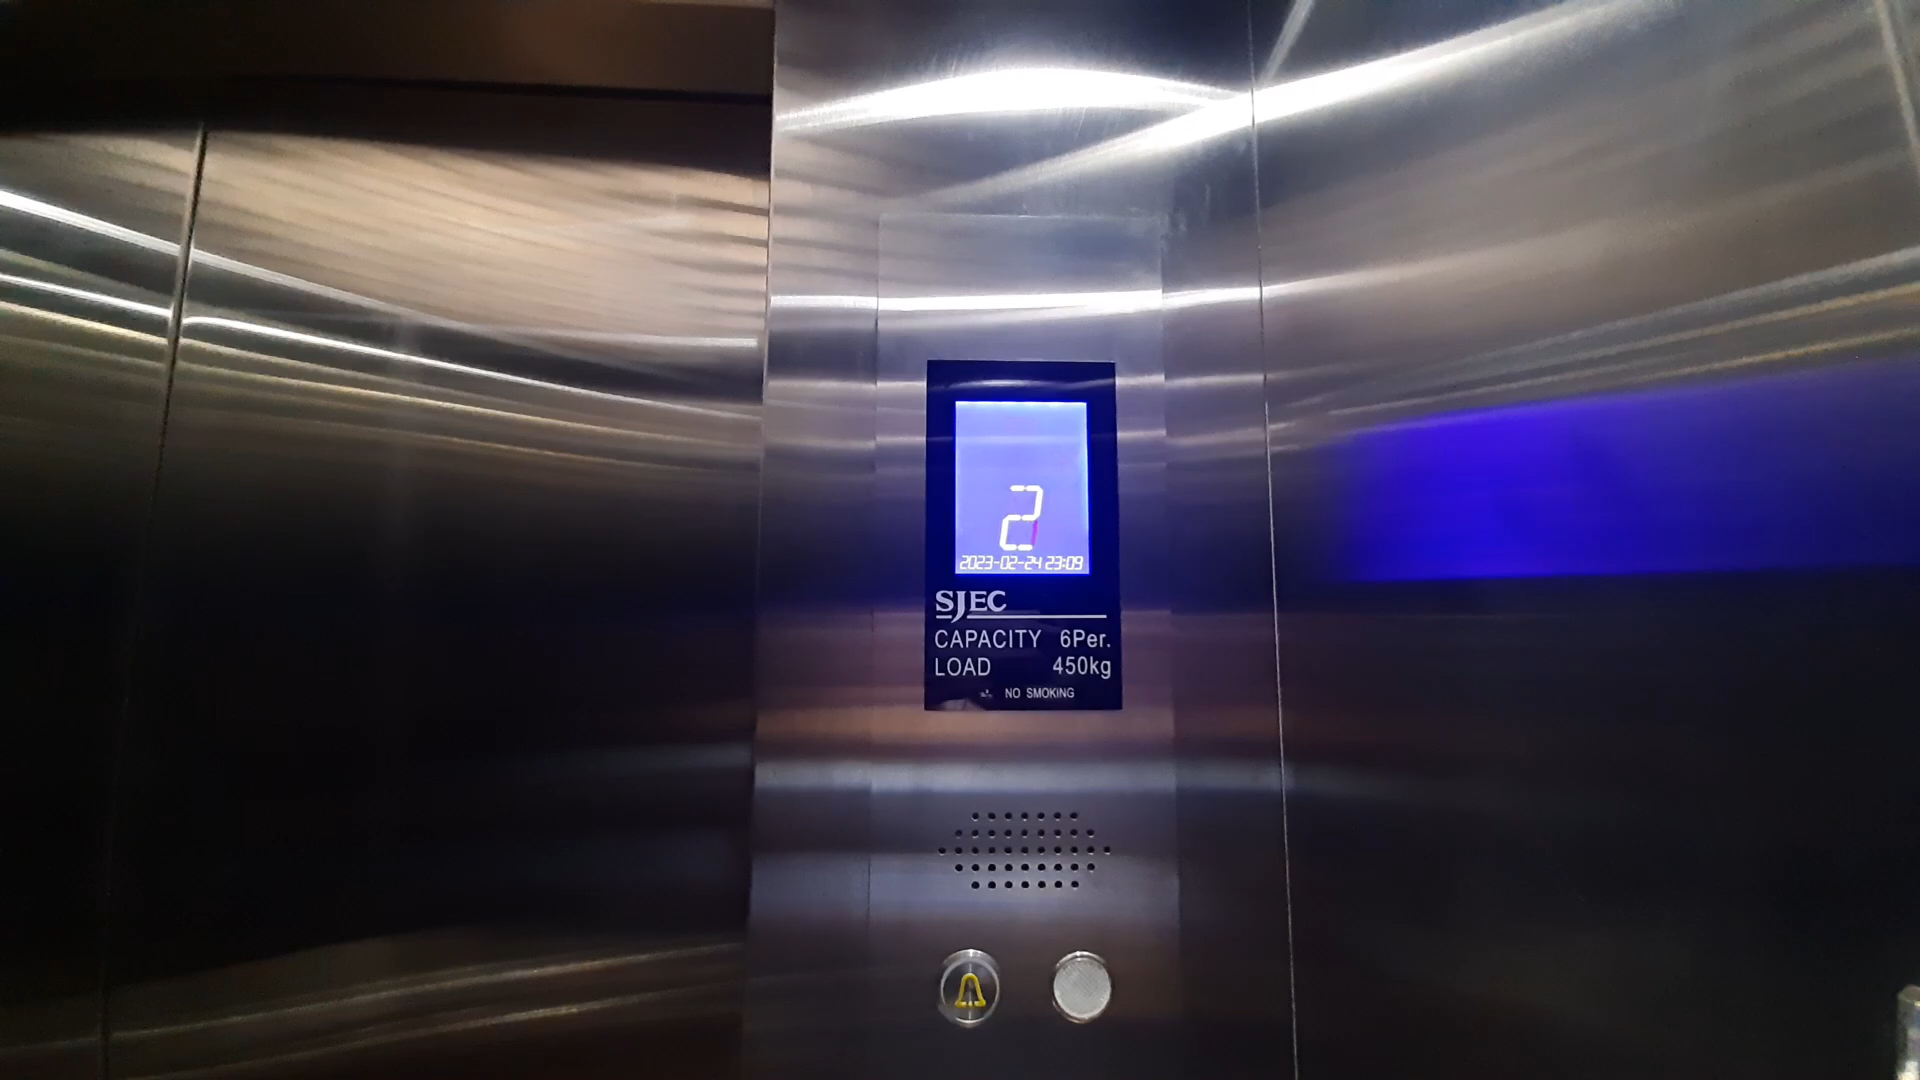 2
2023-02-24 23:09
SJEC
CAPACITY 6Per.
LOAD 450kg
NO SMOKING